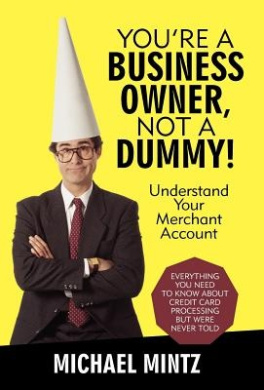 YOU'RE A
BUSINESS
OWNER,
NOT A
DUMMY!
Understand
Your
Merchant
Account
EVERYTHING
YOU NEED
TO KNOW ABOUT
CREDIT CARD
PROCESSING
BUT WERE
NEVER TOLD
MICHAEL MINTZ